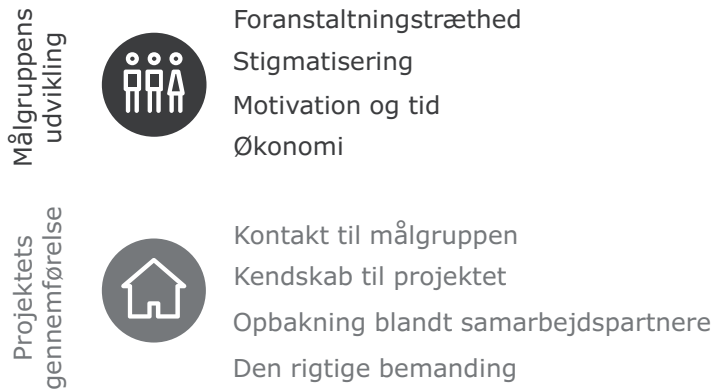 Målgruppens
udvikling
Foranstaltningstræthed
Stigmatisering
Motivation og tid
Økonomi
Projektets
gennemførelse
Kontakt til målgruppen
Kendskab til projektet
Opbakning blandt samarbejdspartnere
Den rigtige bemanding